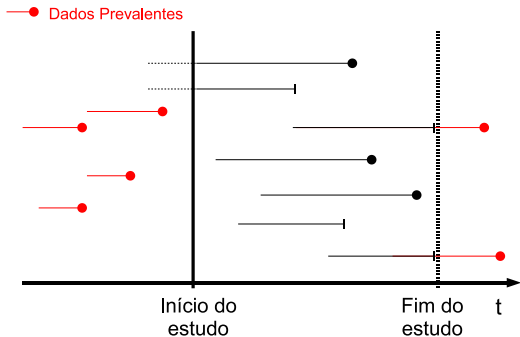 Dados Prevalentes
Início do
estudo
Fim do
estudo
t